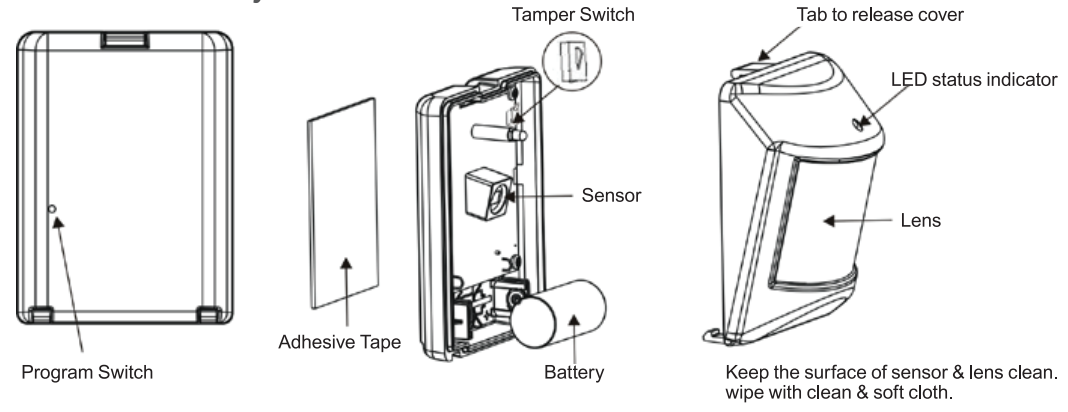 Tamper Switch
Tab to release cover
LED status indicator
Sensor
Lens
Adhesive Tape
Program Switch
Battery
Keep the surface of sensor & lens clean.
wipe with clean & soft cloth.